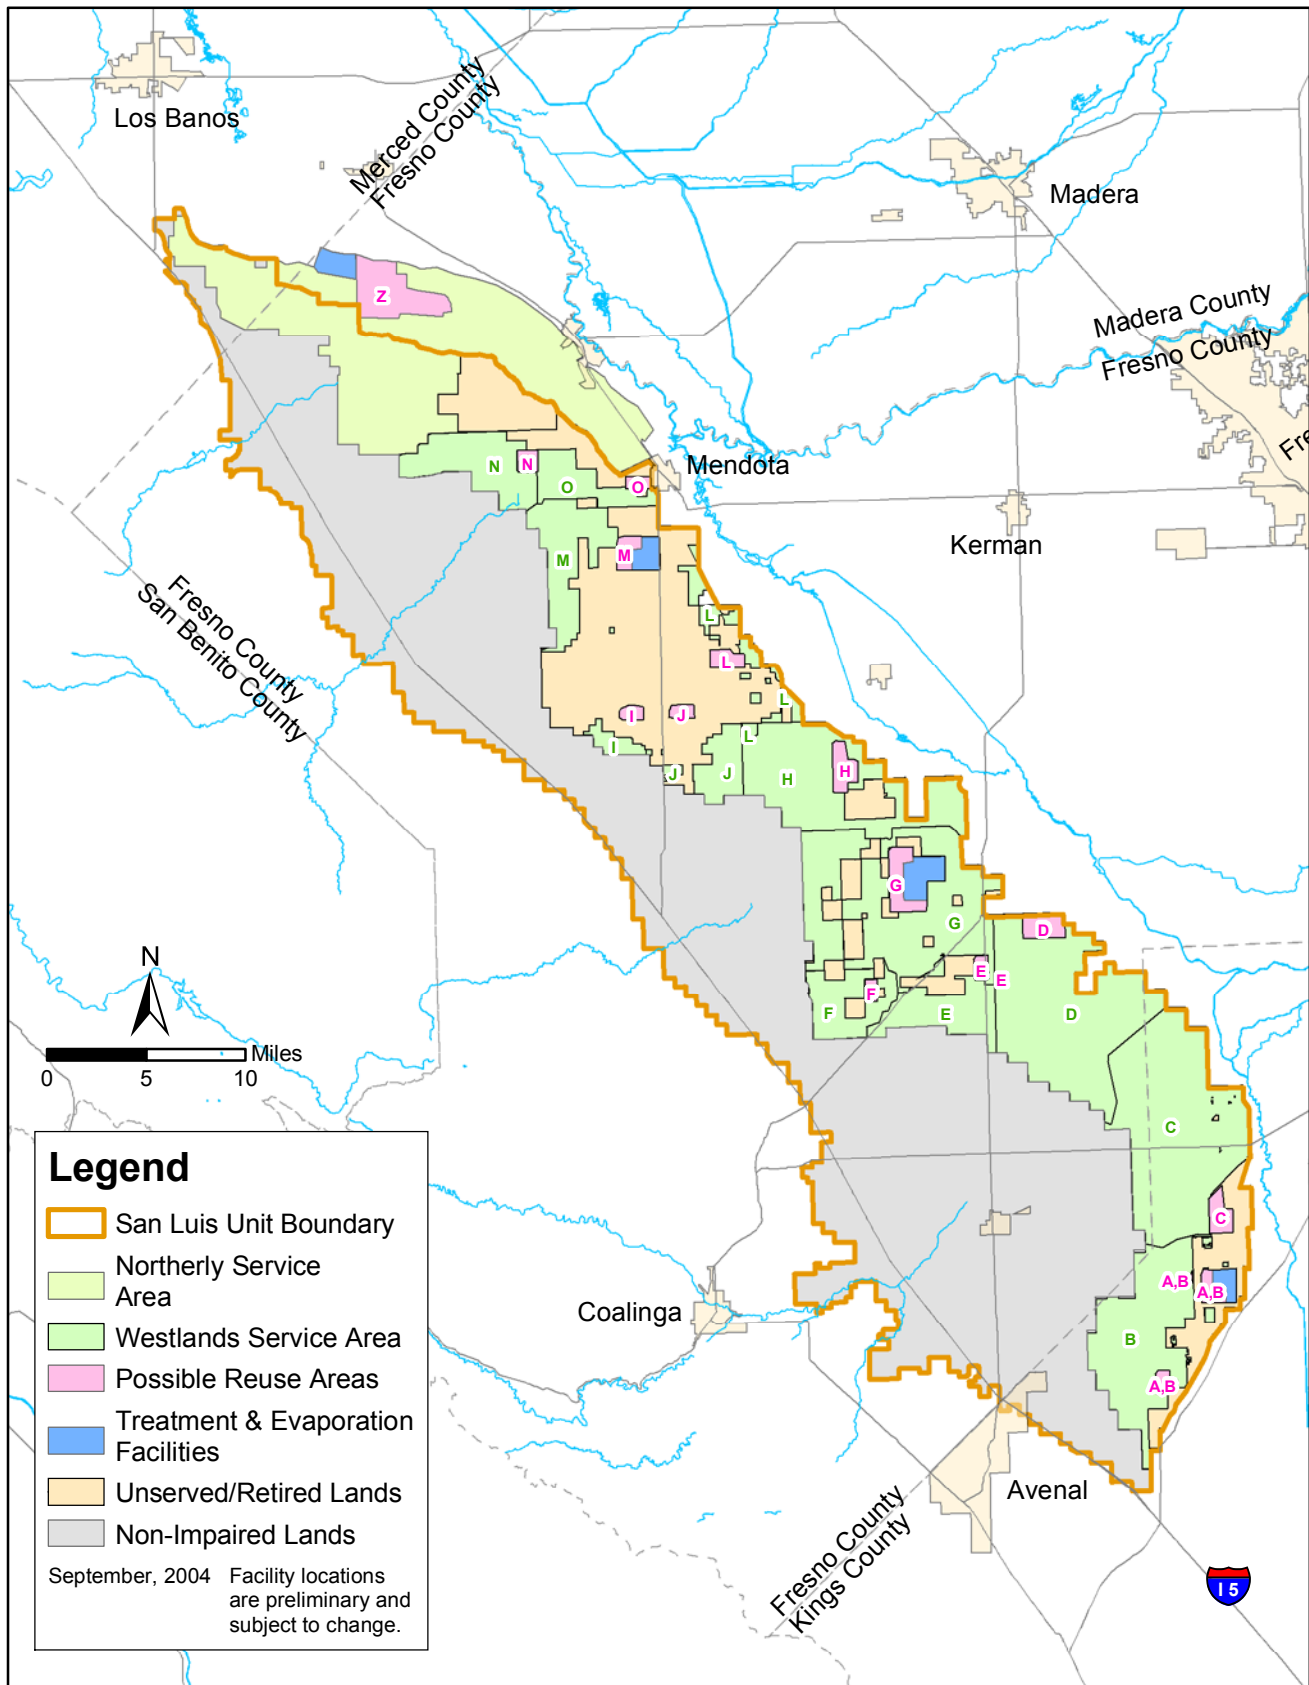 Los Banos
Merced County
Fresno County
Madera
Z
Madera County
Fresno County
Fre
Mendota
N
N
O
O
Kerman
M
M
Fresno County
San Benito County
L
L
L
I
J
L
I
J
J
H
H
G
G
D
E
E
F
F
E
D
N
Miles
0
5
10
C
C
A,B
A,B
B
A,B
Coalinga
Avenal
Fresno County
Kings County
I 5
Legend
San Luis Unit Boundary
Northerly Service
Area
Westlands Service Area
Possible Reuse Areas
Treatment & Evaporation
Facilities
Unserved/Retired Lands
Non-Impaired Lands
September, 2004
Facility locations
are preliminary and
subject to change.